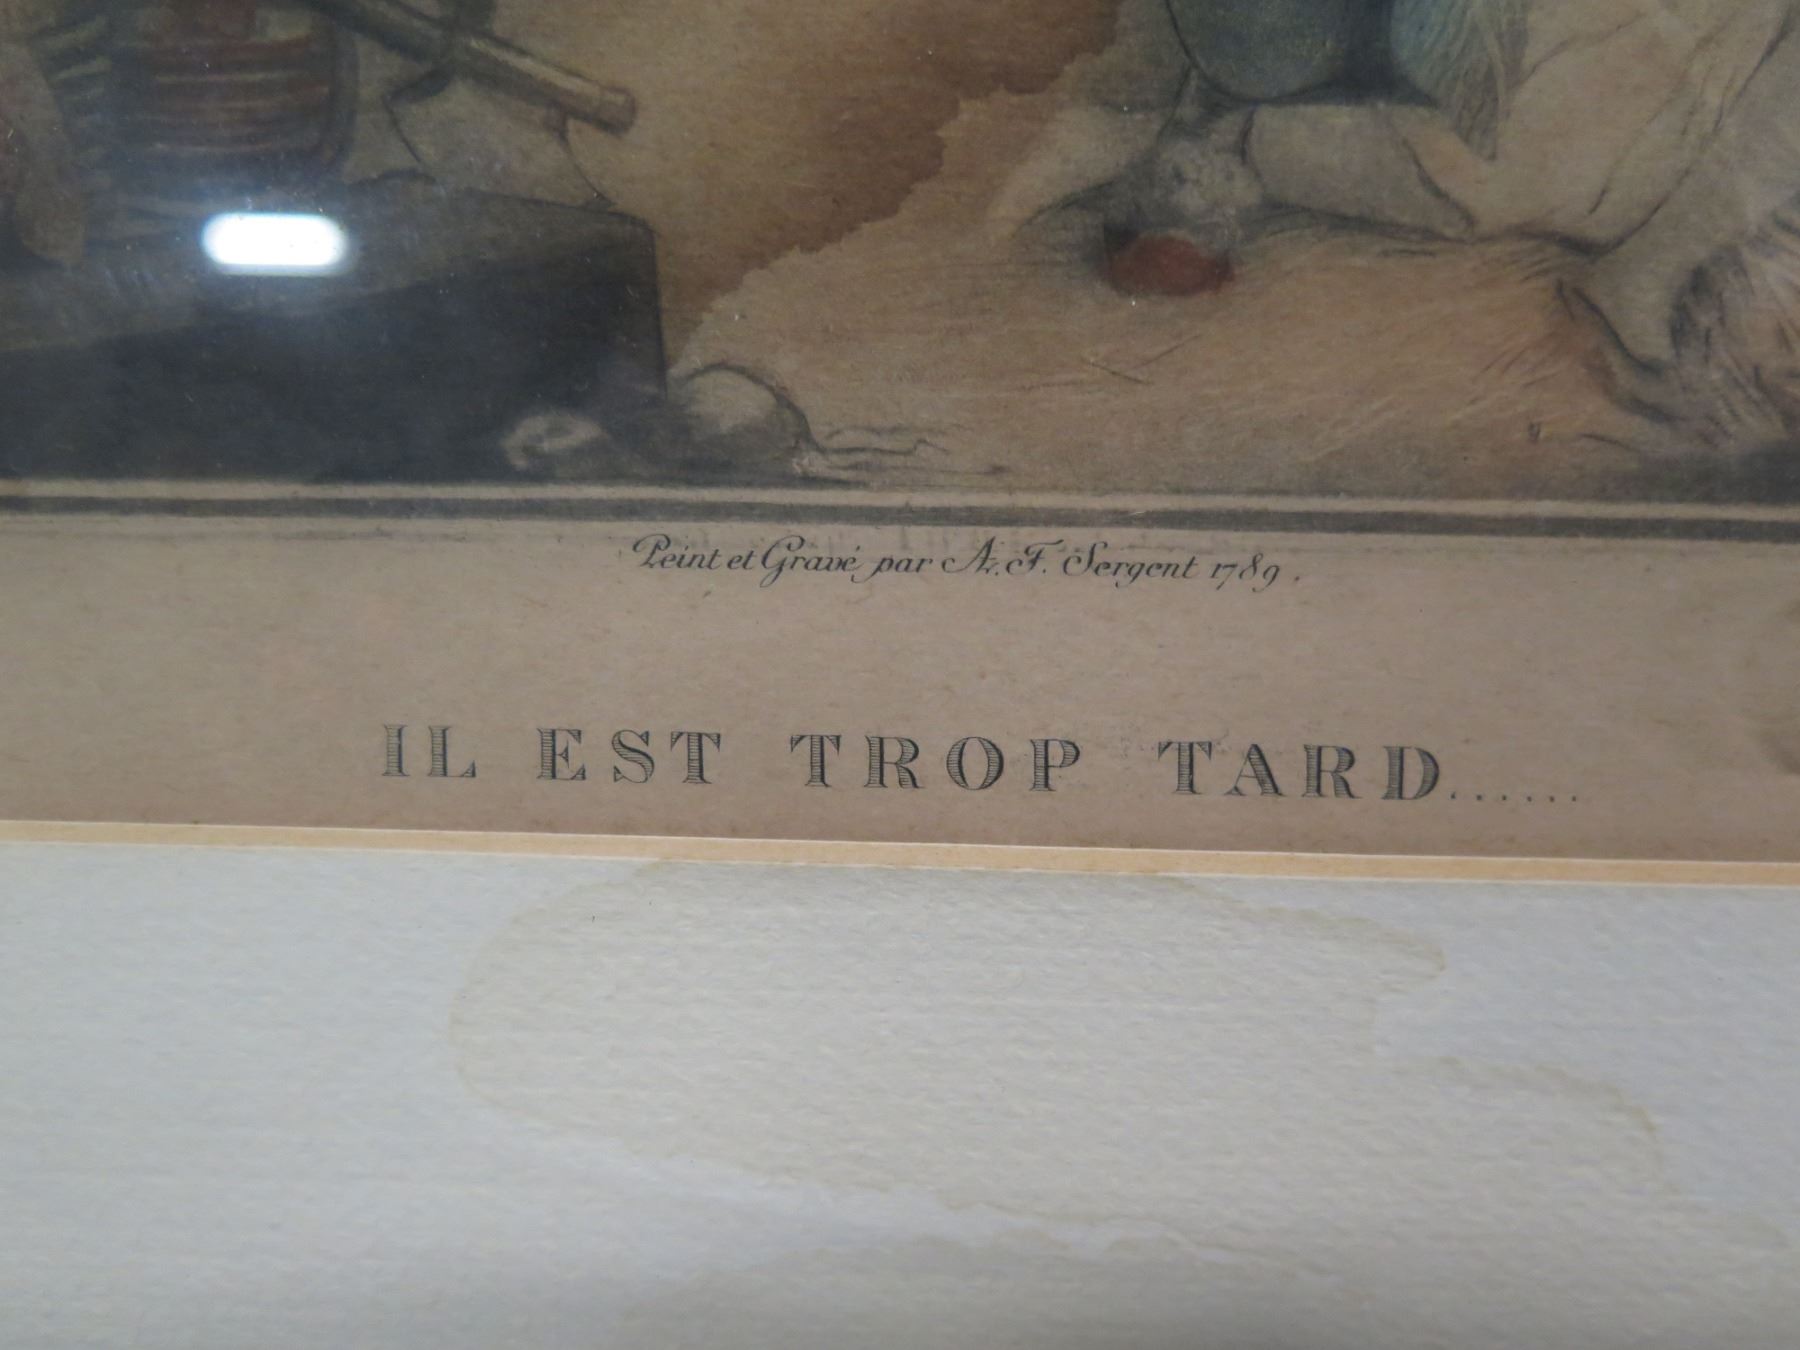 Peint et Gravé par A. F. Sergent 1789.
IL EST TROP TARD......